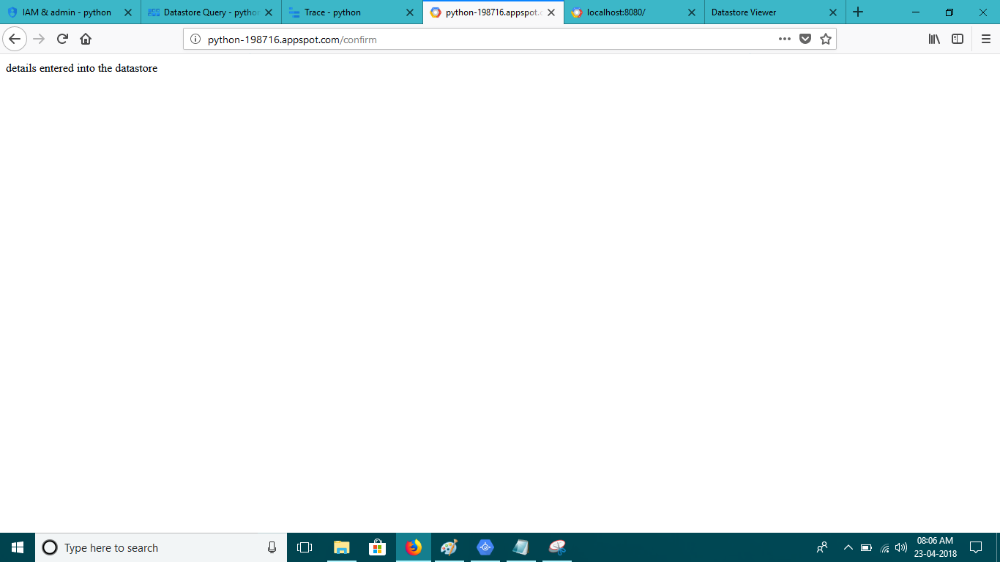 IAM & admin - python
Datastore Query - pytho
Trace - python
python-198716.appspot.c
localhost:8080/
Datastore Viewer
python-198716.appspot.com/confirm
details entered into the datastore
Type here to search
08:06 AM
23-04-2018